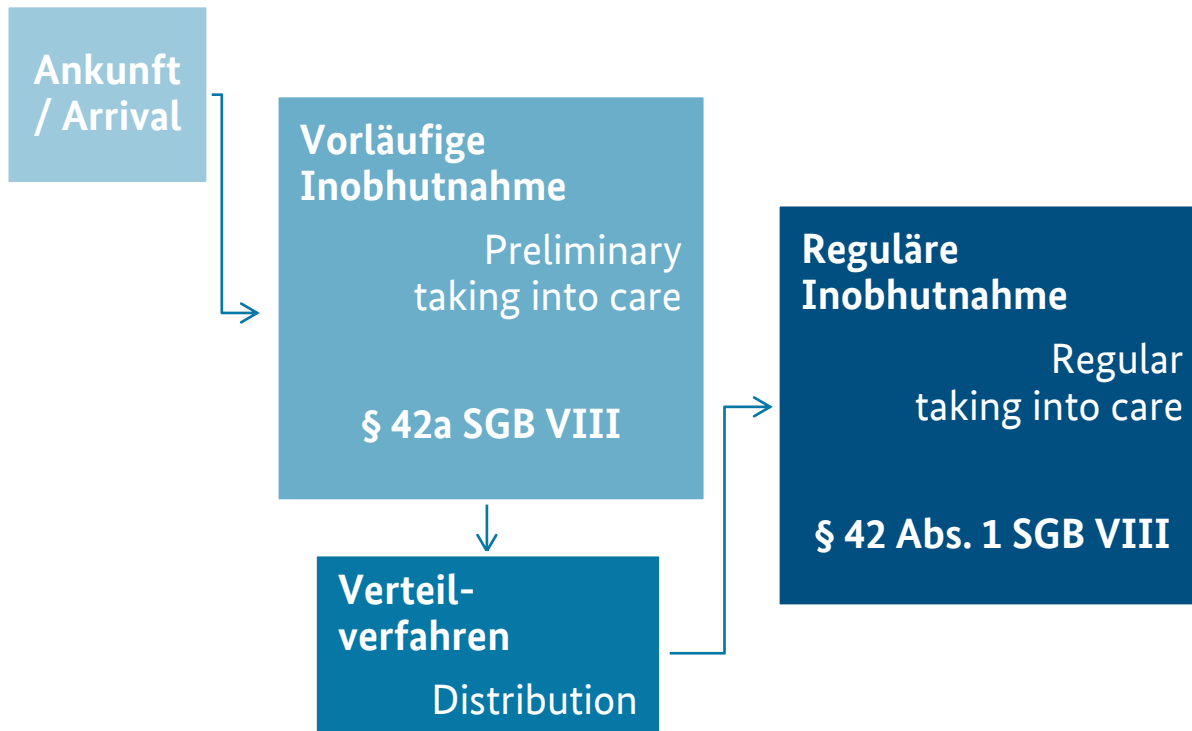 Ankunft
/ Arrival
Vorläufige
Inobhutnahme
Preliminary
taking into care
§ 42a SGB VIII
Verteil-
verfahren
Distribution
Reguläre
Inobhutnahme
Regular
taking into care
§ 42 Abs. 1 SGB VIII